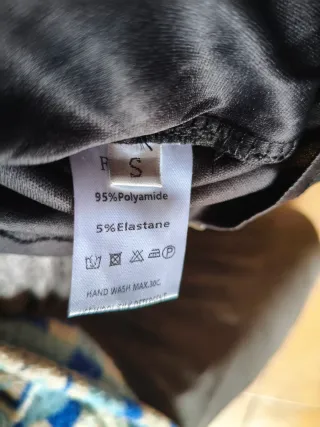 S
95%Polyamide
5%Elastane
HAND WASH MAX.30C